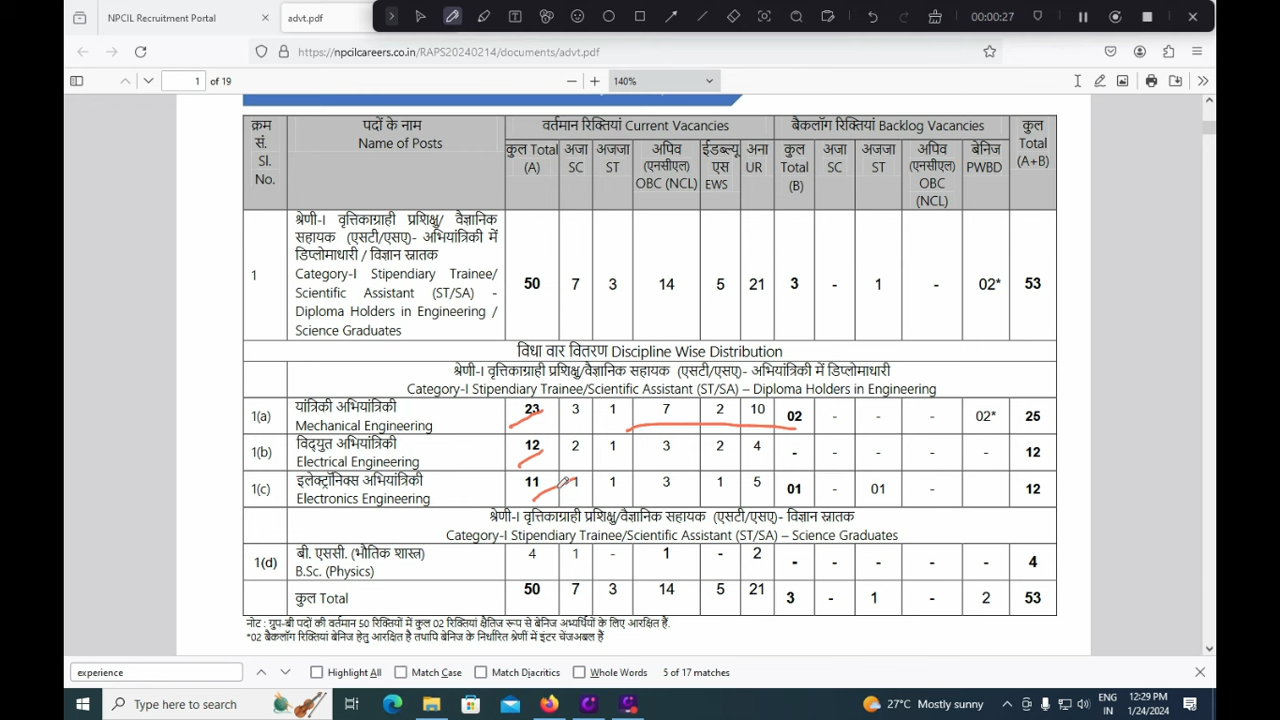 NPCIL Recruitment Portal
advt.pdf
00:00:27
https://npcilcareers.co.in/RAPS20240214/documents/advt.pdf
1 of 19
140%
क्रम सं. Sl. No.
पदों के नाम Name of Posts
वर्तमान रिक्तियां Current Vacancies
बैकलॉग रिक्तियां Backlog Vacancies
कुल Total (A+B)
कुल Total (A)
अजा SC
अजजा ST
अपिव (एनसीएल) OBC (NCL)
ईडब्ल्यूएस EWS
अना UR
कुल Total (B)
अजा SC
अजजा ST
अपिव (एनसीएल) OBC (NCL)
बेनिज PWBD
श्रेणी-I वृत्तिकाग्राही प्रशिक्षु/ वैज्ञानिक
सहायक (एसटी/एसए)- अभियांत्रिकी में
डिप्लोमाधारी / विज्ञान स्नातक
1 Category-I Stipendiary Trainee/ 50 7 3 14 5 21 3 - 1 - 02* 53
Scientific Assistant (ST/SA) -
Diploma Holders in Engineering /
Science Graduates
विधा वार वितरण Discipline Wise Distribution
श्रेणी-I वृत्तिकाग्राही प्रशिक्षु/वैज्ञानिक सहायक (एसटी/एसए)- अभियांत्रिकी में डिप्लोमाधारी
Category-I Stipendiary Trainee/Scientific Assistant (ST/SA) – Diploma Holders in Engineering
1(a) यांत्रिकी अभियांत्रिकी 23 3 1 7 2 10 02 - - - 02* 25
Mechanical Engineering
1(b) विद्युत अभियांत्रिकी 12 2 1 3 2 4 - - - - - 12
Electrical Engineering
1(c) इलेक्ट्रॉनिक्स अभियांत्रिकी 11 1 1 3 1 5 01 - 01 - 12
Electronics Engineering
श्रेणी-I वृत्तिकाग्राही प्रशिक्षु/वैज्ञानिक सहायक (एसटी/एसए)- विज्ञान स्नातक
Category-I Stipendiary Trainee/Scientific Assistant (ST/SA) – Science Graduates
1(d) बी. एससी. (भौतिक शास्त्र) 4 1 - 1 - 2 - - - - - 4
B.Sc. (Physics)
कुल Total 50 7 3 14 5 21 3 - 1 - 2 53
नोट : ग्रुप-बी पदों की वर्तमान 50 रिक्तियों में कुल 02 रिक्तियां क्षैतिज रूप से बेनिज अभ्यर्थियों के लिए आरक्षित हैं.
*02 बैकलॉग रिक्तियां बेनिज हेतु आरक्षित है तथापि बेनिज के निर्धारित श्रेणीं में इंटर चेंजअबल हैं
experience
Highlight All
Match Case
Match Diacritics
Whole Words
5 of 17 matches
Type here to search
27°C Mostly sunny
ENG
IN
12:29 PM
1/24/2024